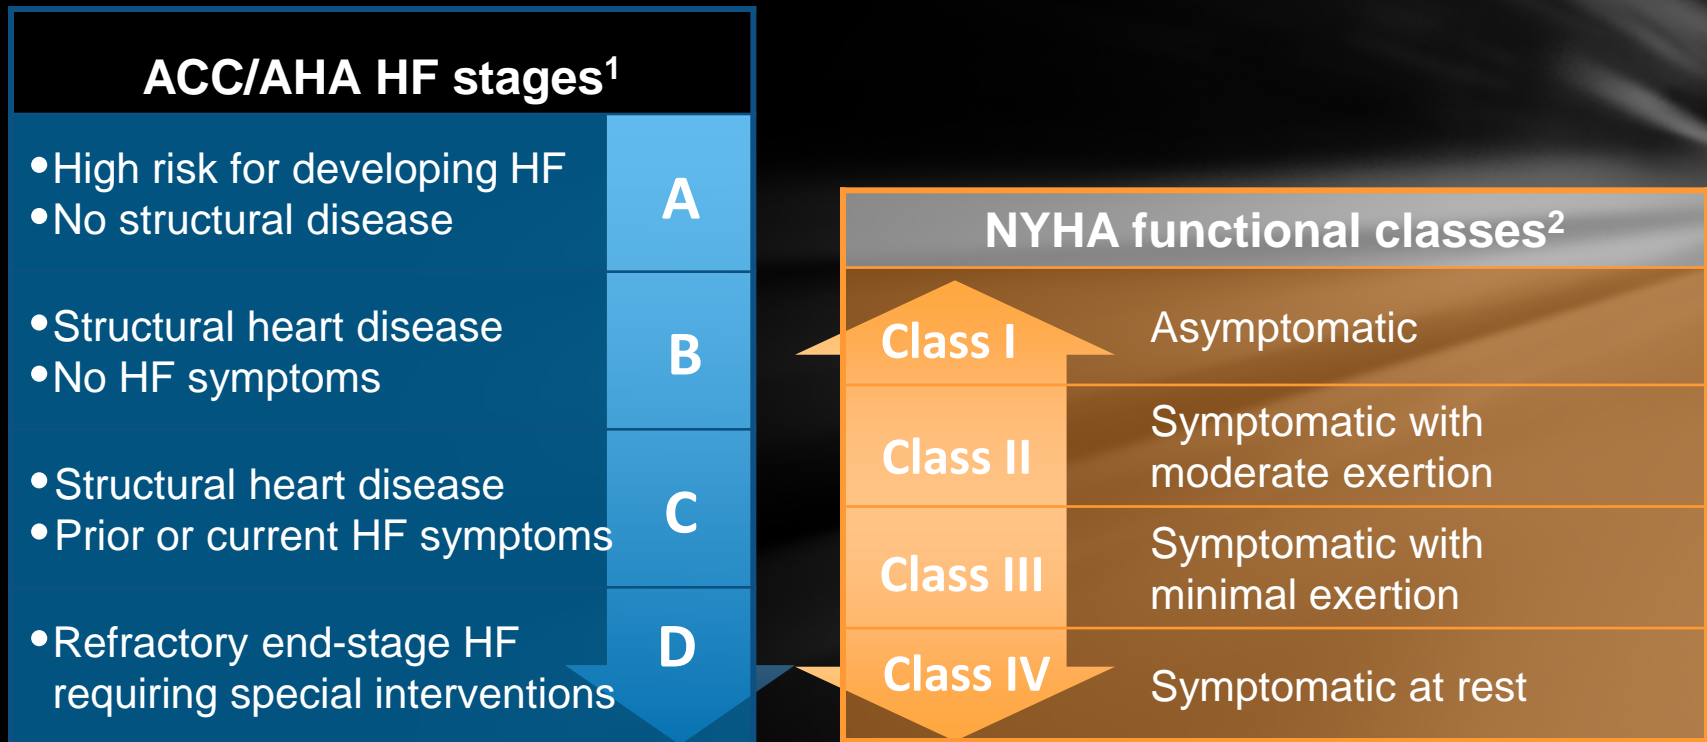 ACC/AHA HF stages¹
•High risk for developing HF
•No structural disease
A
•Structural heart disease
•No HF symptoms
B
•Structural heart disease
•Prior or current HF symptoms
C
•Refractory end-stage HF
requiring special interventions
D
NYHA functional classes²
Class I
Asymptomatic
Class II
Symptomatic with
moderate exertion
Class III
Symptomatic with
minimal exertion
Class IV
Symptomatic at rest